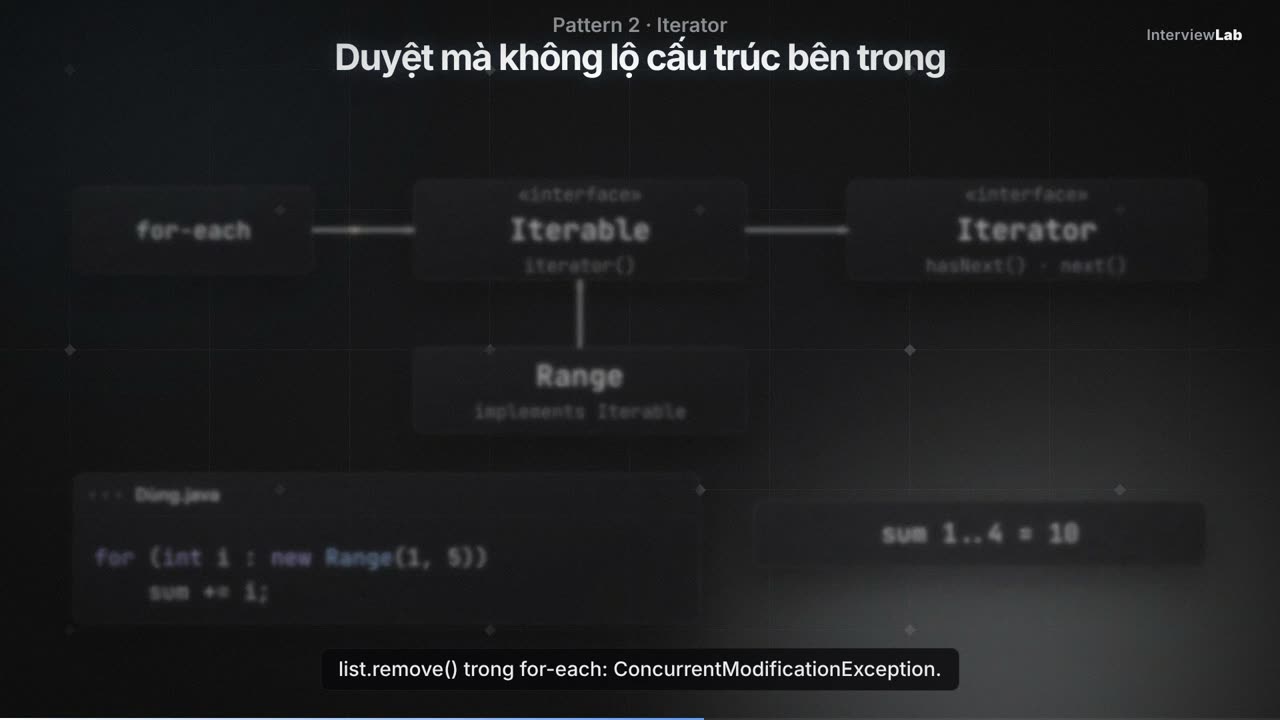 Pattern 2 · Iterator
InterviewLab
Duyệt mà không lộ cấu trúc bên trong
for-each
«interface»
Iterable
iterator()
«interface»
Iterator
hasNext() · next()
Range
implements Iterable
Dùng.java
for (int i : new Range(1, 5))
sum += i;
sum 1..4 = 10
list.remove() trong for-each: ConcurrentModificationException.